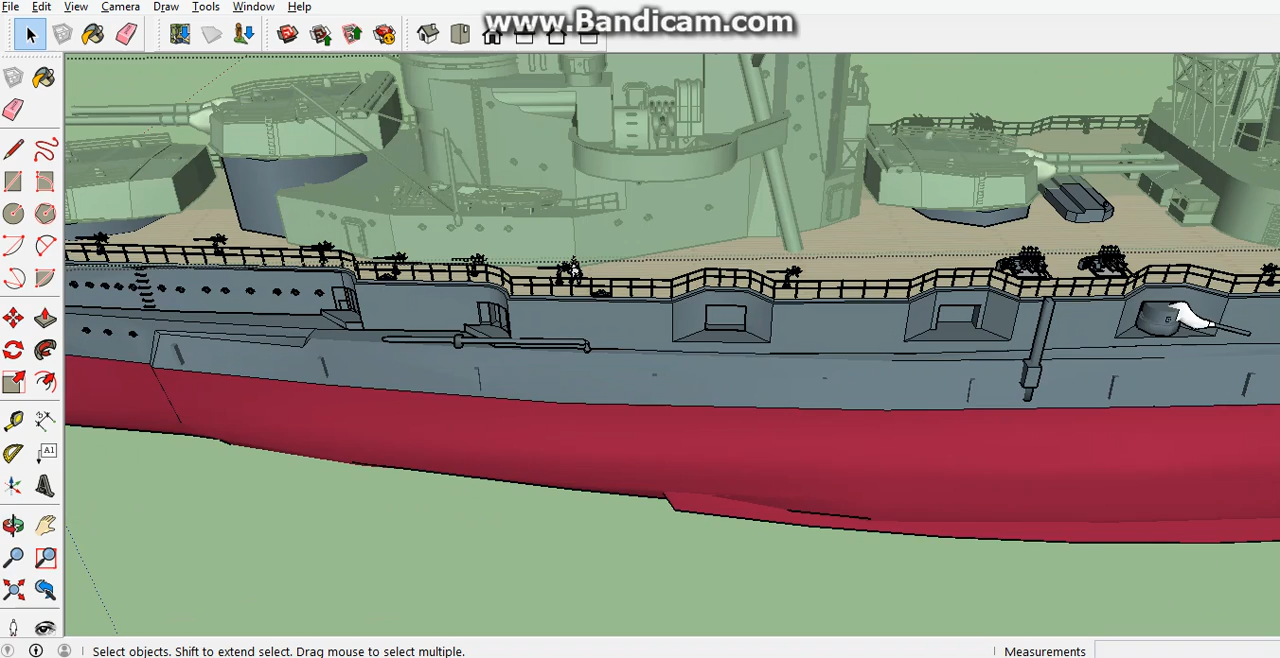 File Edit View Camera Draw Tools Window Help
www.Bandicam.com
A1
Select objects. Shift to extend select. Drag mouse to select multiple.
Measurements